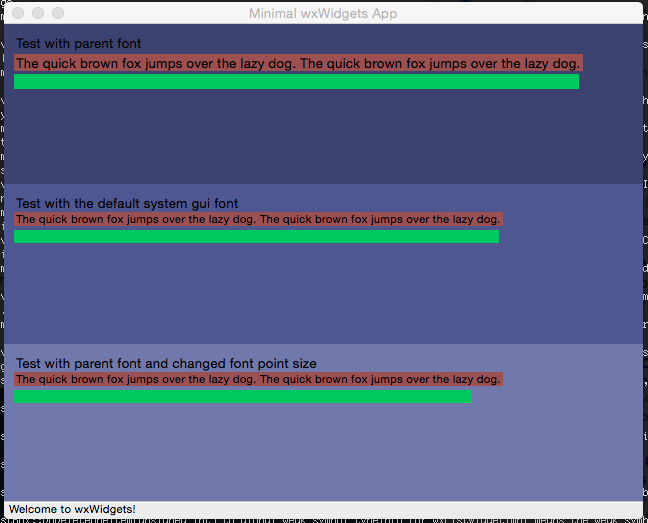 Minimal wxWidgets App
Test with parent font
The quick brown fox jumps over the lazy dog. The quick brown fox jumps over the lazy dog.
Test with the default system gui font
The quick brown fox jumps over the lazy dog. The quick brown fox jumps over the lazy dog.
Test with parent font and changed font point size
The quick brown fox jumps over the lazy dog. The quick brown fox jumps over the lazy dog.
Welcome to wxWidgets!